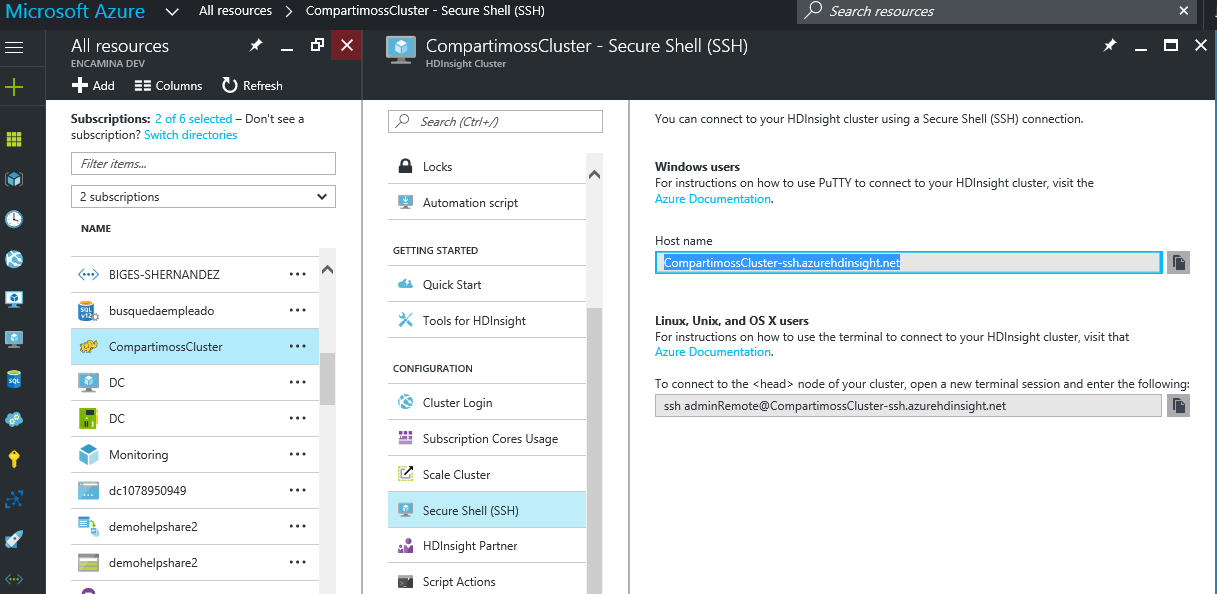 Microsoft Azure
All resources > CompartimossCluster - Secure Shell (SSH)
Search resources
All resources
ENCAMINA DEV
Add
Columns
Refresh
Subscriptions: 2 of 6 selected – Don't see a
subscription? Switch directories
Filter items...
2 subscriptions
NAME
BIGES-SHERNANDEZ
SQL
V12
busquedaempleado
CompartimossCluster
DC
DC
Monitoring
dc1078950949
demohelpshare2
demohelpshare2
SQL
CompartimossCluster - Secure Shell (SSH)
HDInsight Cluster
Search (Ctrl+/)
Locks
Automation script
GETTING STARTED
Quick Start
Tools for HDInsight
CONFIGURATION
Cluster Login
Subscription Cores Usage
Scale Cluster
Secure Shell (SSH)
HDInsight Partner
Script Actions
You can connect to your HDInsight cluster using a Secure Shell (SSH) connection.
Windows users
For instructions on how to use PuTTY to connect to your HDInsight cluster, visit the
Azure Documentation.
Host name
CompartimossCluster-ssh.azurehdinsight.net
Linux, Unix, and OS X users
For instructions on how to use the terminal to connect to your HDInsight cluster, visit that
Azure Documentation.
To connect to the <head> node of your cluster, open a new terminal session and enter the following:
ssh adminRemote@CompartimossCluster-ssh.azurehdinsight.net